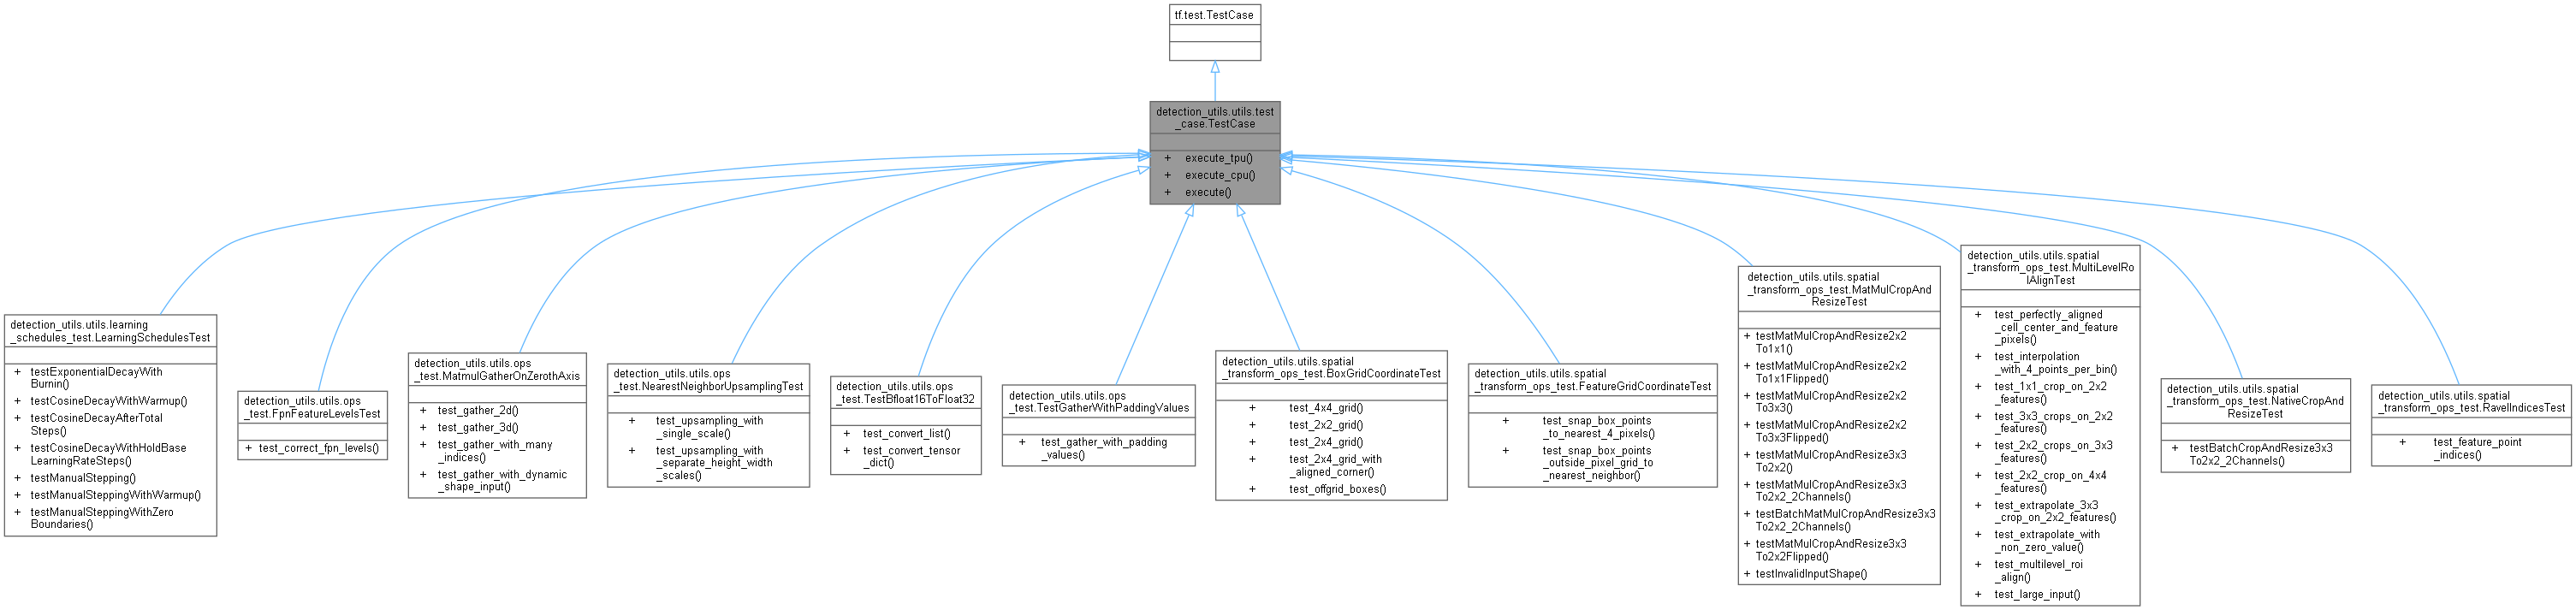 tf.test.TestCase
detection_utils.utils.test
_case.TestCase
+ execute_tpu()
+ execute_cpu()
+ execute()
detection_utils.utils.learning
_schedules_test.LearningSchedulesTest
+ testExponentialDecayWith
Burnin()
+ testCosineDecayWithWarmup()
+ testCosineDecayAfterTotal
Steps()
+ testCosineDecayWithHoldBase
LearningRateSteps()
+ testManualStepping()
+ testManualSteppingWithWarmup()
+ testManualSteppingWithZero
Boundaries()
detection_utils.utils.ops
_test.FpnFeatureLevelsTest
+ test_correct_fpn_levels()
detection_utils.utils.ops
_test.MatmulGatherOnZerothAxis
+ test_gather_2d()
+ test_gather_3d()
+ test_gather_with_many
_indices()
+ test_gather_with_dynamic
_shape_input()
detection_utils.utils.ops
_test.NearestNeighborUpsamplingTest
+ test_upsampling_with
_single_scale()
+ test_upsampling_with
_separate_height_width
_scales()
detection_utils.utils.ops
_test.TestBfloat16ToFloat32
+ test_convert_list()
+ test_convert_tensor
_dict()
detection_utils.utils.ops
_test.TestGatherWithPaddingValues
+ test_gather_with_padding
_values()
detection_utils.utils.spatial
_transform_ops_test.BoxGridCoordinateTest
+ test_4x4_grid()
+ test_2x2_grid()
+ test_2x4_grid()
+ test_2x4_grid_with
_aligned_corner()
+ test_offgrid_boxes()
detection_utils.utils.spatial
_transform_ops_test.FeatureGridCoordinateTest
+ test_snap_box_points
_to_nearest_4_pixels()
+ test_snap_box_points
_outside_pixel_grid_to
_nearest_neighbor()
detection_utils.utils.spatial
_transform_ops_test.MatMulCropAnd
ResizeTest
+ testMatMulCropAndResize2x2
To1x1()
+ testMatMulCropAndResize2x2
To1x1Flipped()
+ testMatMulCropAndResize2x2
To3x3()
+ testMatMulCropAndResize2x2
To3x3Flipped()
+ testMatMulCropAndResize3x3
To2x2()
+ testMatMulCropAndResize3x3
To2x2_2Channels()
+ testBatchMatMulCropAndResize3x3
To2x2_2Channels()
+ testMatMulCropAndResize3x3
To2x2Flipped()
+ testInvalidInputShape()
detection_utils.utils.spatial
_transform_ops_test.MultiLevelRo
IAlignTest
+ test_perfectly_aligned
_cell_center_and_feature
_pixels()
+ test_interpolation
_with_4_points_per_bin()
+ test_1x1_crop_on_2x2
_features()
+ test_3x3_crops_on_2x2
_features()
+ test_2x2_crops_on_3x3
_features()
+ test_2x2_crop_on_4x4
_features()
+ test_extrapolate_3x3
_crop_on_2x2_features()
+ test_extrapolate_with
_non_zero_value()
+ test_multilevel_roi
_align()
+ test_large_input()
detection_utils.utils.spatial
_transform_ops_test.NativeCropAnd
ResizeTest
+ testBatchCropAndResize3x3
To2x2_2Channels()
detection_utils.utils.spatial
_transform_ops_test.RavelIndicesTest
+ test_feature_point
_indices()